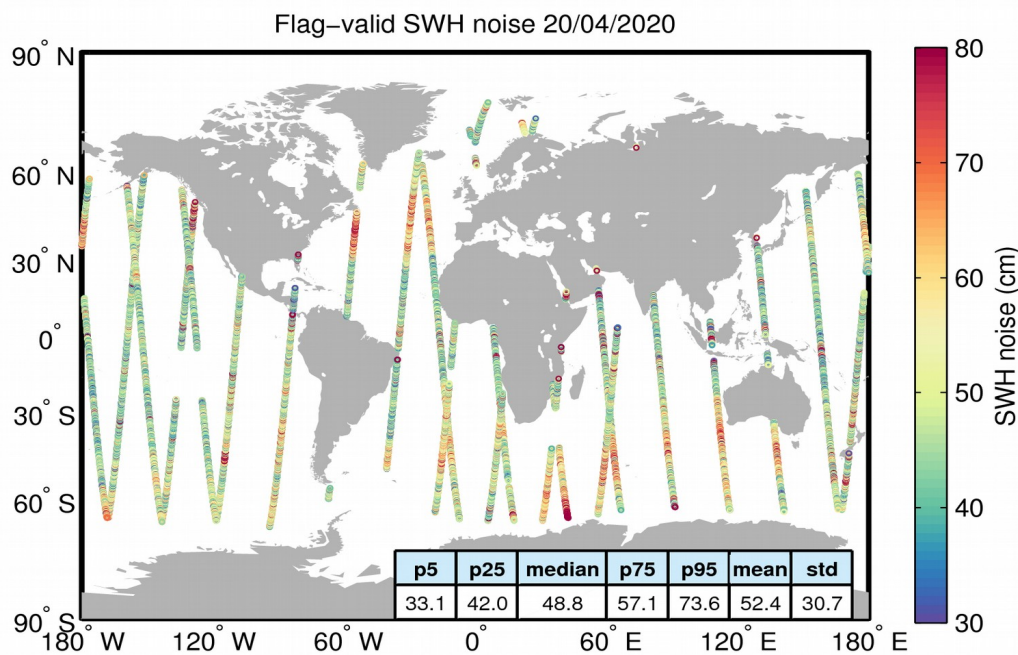 Flag−valid SWH noise 20/04/2020
90° N
60° N
30° N
0°
30° S
60° S
90° S
180° W
120° W
60° W
0°
60° E
120° E
180° E
p5 p25 median p75 p95 mean std
33.1 42.0 48.8 57.1 73.6 52.4 30.7
80
70
60
50
40
30
SWH noise (cm)